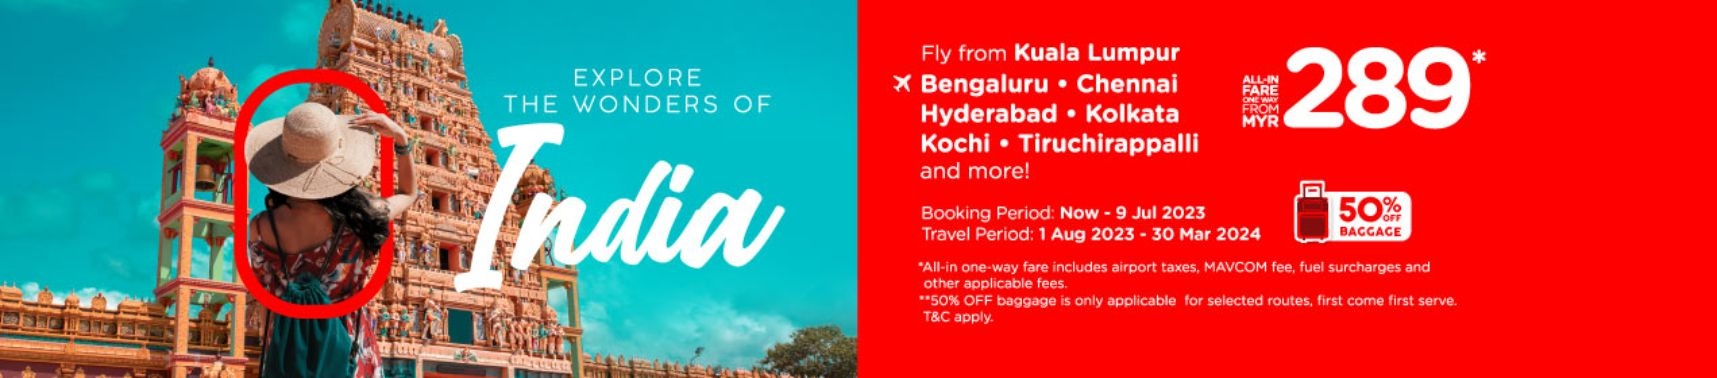 EXPLORE
THE WONDERS OF
India
Fly from Kuala Lumpur
Bengaluru • Chennai
Hyderabad • Kolkata
Kochi • Tiruchirappalli
and more!
ALL-IN
FARE
ONE WAY
FROM
MYR
289*
Booking Period: Now - 9 Jul 2023
Travel Period: 1 Aug 2023 - 30 Mar 2024
50%
OFF
BAGGAGE
*All-in one-way fare includes airport taxes, MAVCOM fee, fuel surcharges and
other applicable fees.
**50% OFF baggage is only applicable for selected routes, first come first serve.
T&C apply.